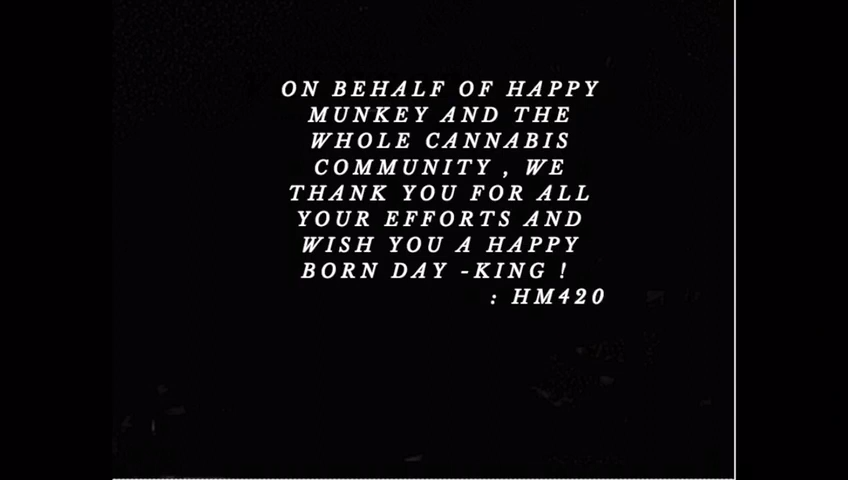 ON BEHALF OF HAPPY
MUNKEY AND THE
WHOLE CANNABIS
COMMUNITY , WE
THANK YOU FOR ALL
YOUR EFFORTS AND
WISH YOU A HAPPY
BORN DAY -KING !
: HM420